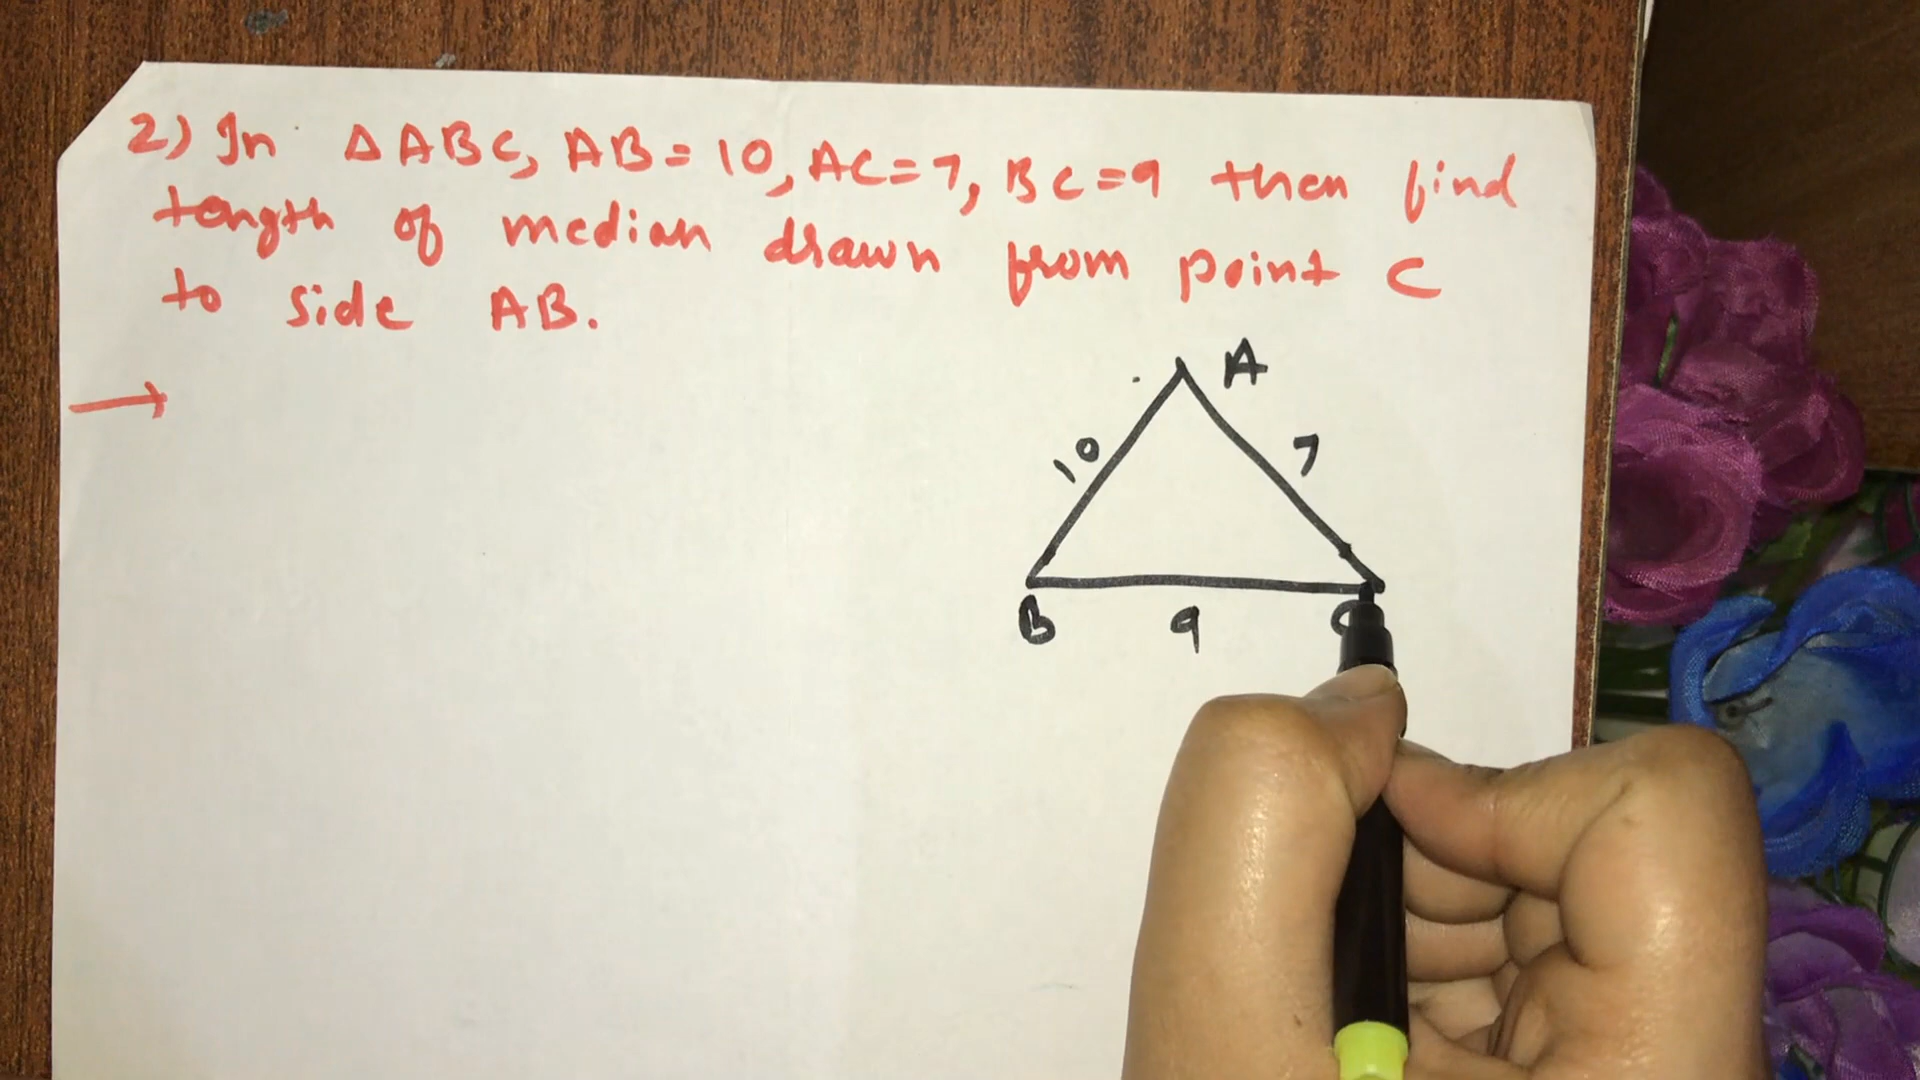 2) In △ABC, AB = 10, AC = 7, BC = 9 then find
length of median drawn from point C
to side AB.
→
A
10
7
B
9
C